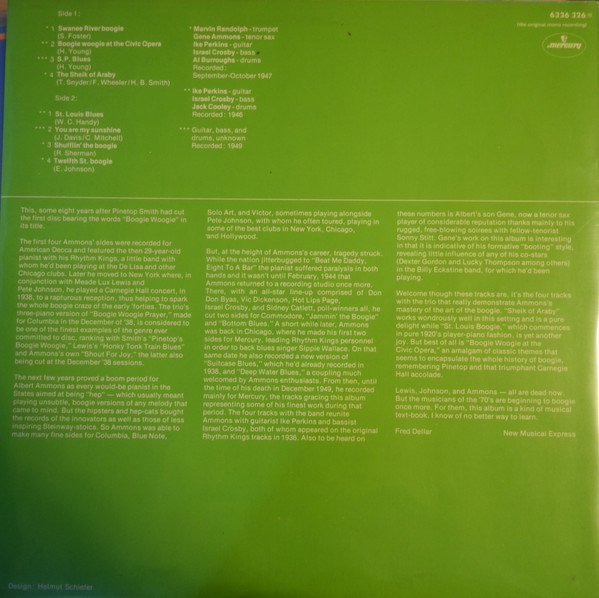 Side 1:
* 1 Swanee River boogie
(S. Foster)
** 2 Boogie woogie at the Civic Opera
(H. Young)
*** 3 S.P. Blues
(H. Young)
* 4 The Sheik of Araby
(T. Snyder/F. Wheeler/H. B. Smith)
Side 2:
** 1 St. Louis Blues
(W. C. Handy)
*** 2 You are my sunshine
(J. Davis/C. Mitchell)
* 3 Shufflin' the boogie
(R. Sherman)
* 4 Twelfth St. boogie
(E. Johnson)
* Marvin Randolph - trumpet
Gene Ammons - tenor sax
Ike Perkins - guitar
Israel Crosby - bass
Al Burroughs - drums
Recorded:
September-October 1947
** Ike Perkins - guitar
Israel Crosby - bass
Jack Cooley - drums
Recorded: 1946
*** Guitar, bass, and
drums, unknown
Recorded: 1949
6336 326
(the original mono recording)
mercury
This, some eight years after Pinetop Smith had cut
the first disc bearing the words "Boogie Woogie" in
its title.
The first four Ammons' sides were recorded for
American Decca and featured the then 29-year-old
pianist with his Rhythm Kings, a little band with
whom he'd been playing at the De Lisa and other
Chicago clubs. Later he moved to New York where, in
conjunction with Meade Lux Lewis and
Pete Johnson, he played a Carnegie Hall concert, in
1938, to a rapturous reception, thus helping to spark
the whole boogie craze of the early 'forties. The trio's
three-piano version of "Boogie Woogie Prayer," made
for Columbia in the December of '38, is considered to
be one of the finest examples of the genre ever
committed to disc, ranking with Smith's "Pinetop's
Boogie Woogie," Lewis's "Honky Tonk Train Blues"
and Ammons's own "Shout For Joy," the latter also
being cut at the December '38 sessions.
The next few years proved a boom period for
Albert Ammons as every would-be pianist in the
States aimed at being "hep" — which usually meant
playing unsubtle, boogie versions of any melody that
came to mind. But the hipsters and hep-cats bought
the records of the innovators as well as those of less
inspiring Steinway-stoics. So Ammons was able to
make many fine sides for Columbia, Blue Note,
Solo Art, and Victor, sometimes playing alongside
Pete Johnson, with whom he often toured, playing in
some of the best clubs in New York, Chicago,
and Hollywood.
But, at the height of Ammons's career, tragedy struck.
While the nation jitterbugged to "Beat Me Daddy,
Eight To A Bar" the pianist suffered paralysis in both
hands and it wasn't until February, 1944 that
Ammons returned to a recording studio once more.
There, with an all-star line-up comprised of Don
Don Byas, Vic Dickenson, Hot Lips Page,
Israel Crosby, and Sidney Catlett, poll-winners all, he
cut two sides for Commodore, "Jammin' the Boogie"
and "Bottom Blues." A short while later, Ammons
was back in Chicago, where he made his first two
sides for Mercury, leading Rhythm Kings personnel
in order to back blues singer Sippie Wallace. On that
same date he also recorded a new version of
"Suitcase Blues," which he'd already recorded in
1938, and "Deep Water Blues," a coupling much
welcomed by Ammons enthusiasts. From then, until
the time of his death in December 1949, he recorded
mainly for Mercury, the tracks gracing this album
representing some of his finest work during that
period. The four tracks with the band reunite
Ammons with guitarist Ike Perkins and bassist
Israel Crosby, both of whom appeared on the original
Rhythm Kings tracks in 1936. Also to be heard on
these numbers is Albert's son Gene, now a tenor sax
player of considerable reputation thanks mainly to his
rugged, free-blowing soirees with fellow-tenorist
Sonny Stitt. Gene's work on this album is interesting
in that it is indicative of his formative "booting" style,
revealing little influence of any of his co-stars
(Dexter Gordon and Lucky Thompson among others)
in the Billy Eckstine band, for which he'd been
playing.
Welcome though these tracks are, it's the four tracks
with the trio that really demonstrate Ammons's
mastery of the art of the boogie. "Sheik of Araby"
works wondrously well in this setting and is a pure
delight while "St. Louis Boogie," which commences
in pure 1920's player-piano fashion, is yet another
joy. But best of all is "Boogie Woogie at the
Civic Opera," an amalgam of classic themes that
seems to encapsulate the whole history of boogie,
remembering Pinetop and that triumphant Carnegie
Hall accolade.
Lewis, Johnson, and Ammons — all are dead now.
But the musicians of the '70's are beginning to boogie
once more. For them, this album is a kind of musical
text-book. I know of no better way to learn.
Fred Dellar New Musical Express
Design: Helmut Schiefer